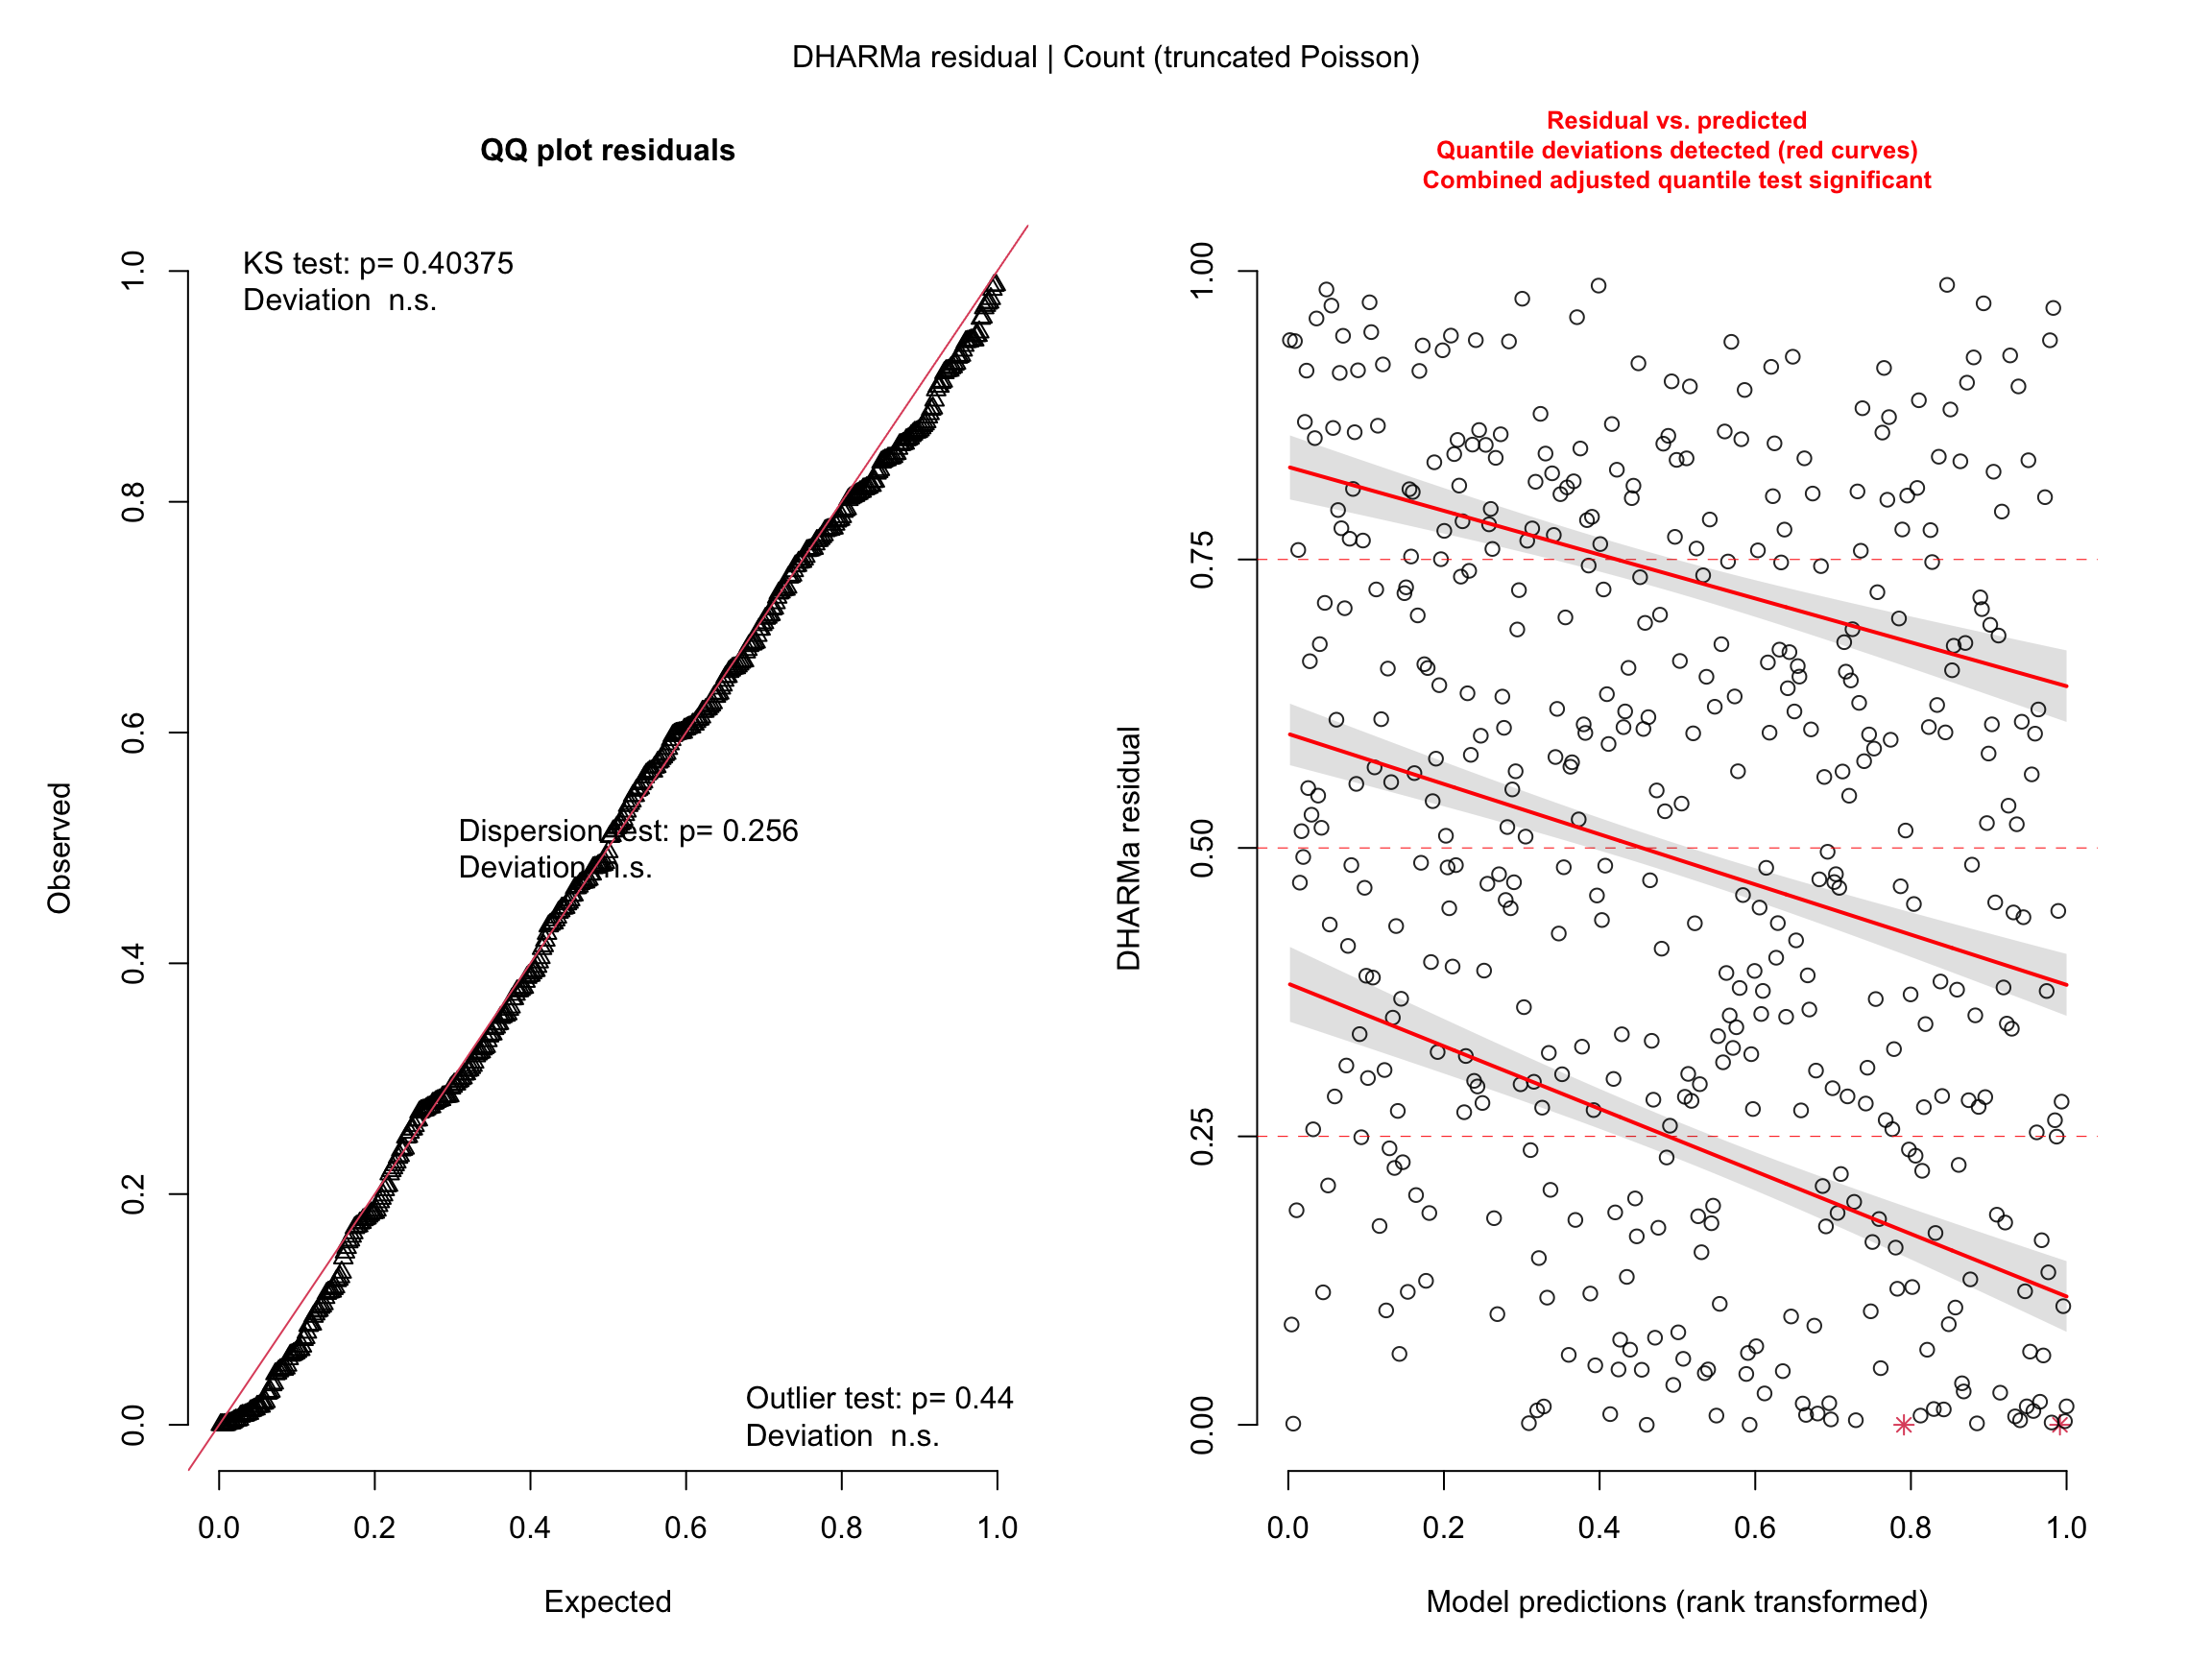 DHARMa residual | Count (truncated Poisson)
QQ plot residuals
KS test: p= 0.40375
Deviation  n.s.
Dispersion test: p= 0.256
Deviation  n.s.
Outlier test: p= 0.44
Deviation  n.s.
Observed
0.0
0.2
0.4
0.6
0.8
1.0
0.0 0.2 0.4 0.6 0.8 1.0
Expected
Residual vs. predicted
Quantile deviations detected (red curves)
Combined adjusted quantile test significant
DHARMa residual
0.00
0.25
0.50
0.75
1.00
0.0 0.2 0.4 0.6 0.8 1.0
Model predictions (rank transformed)